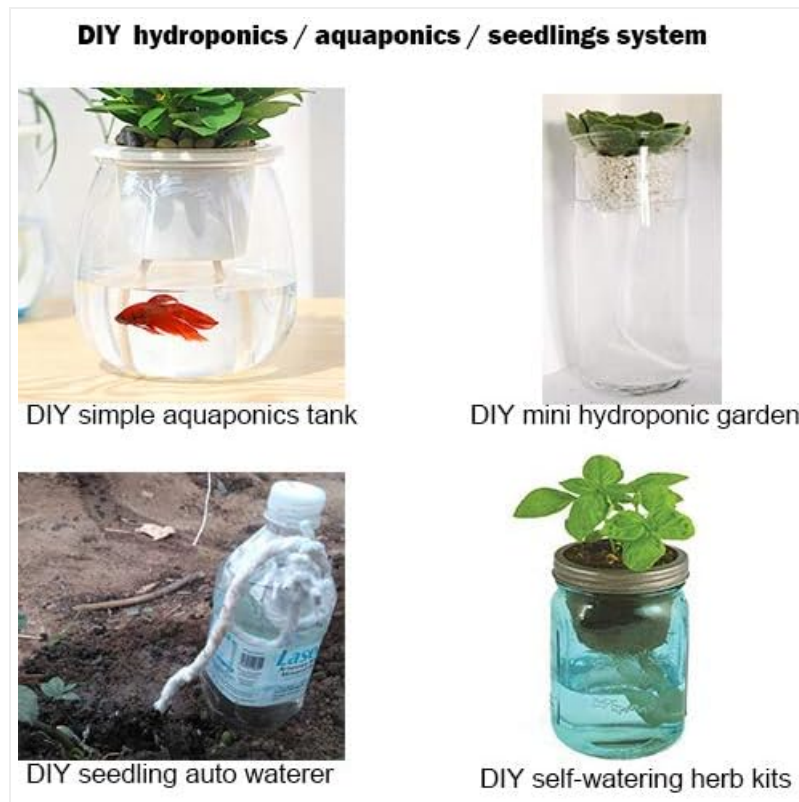 DIY hydroponics / aquaponics / seedlings system
DIY simple aquaponics tank
DIY mini hydroponic garden
Lase
DIY seedling auto waterer
DIY self-watering herb kits